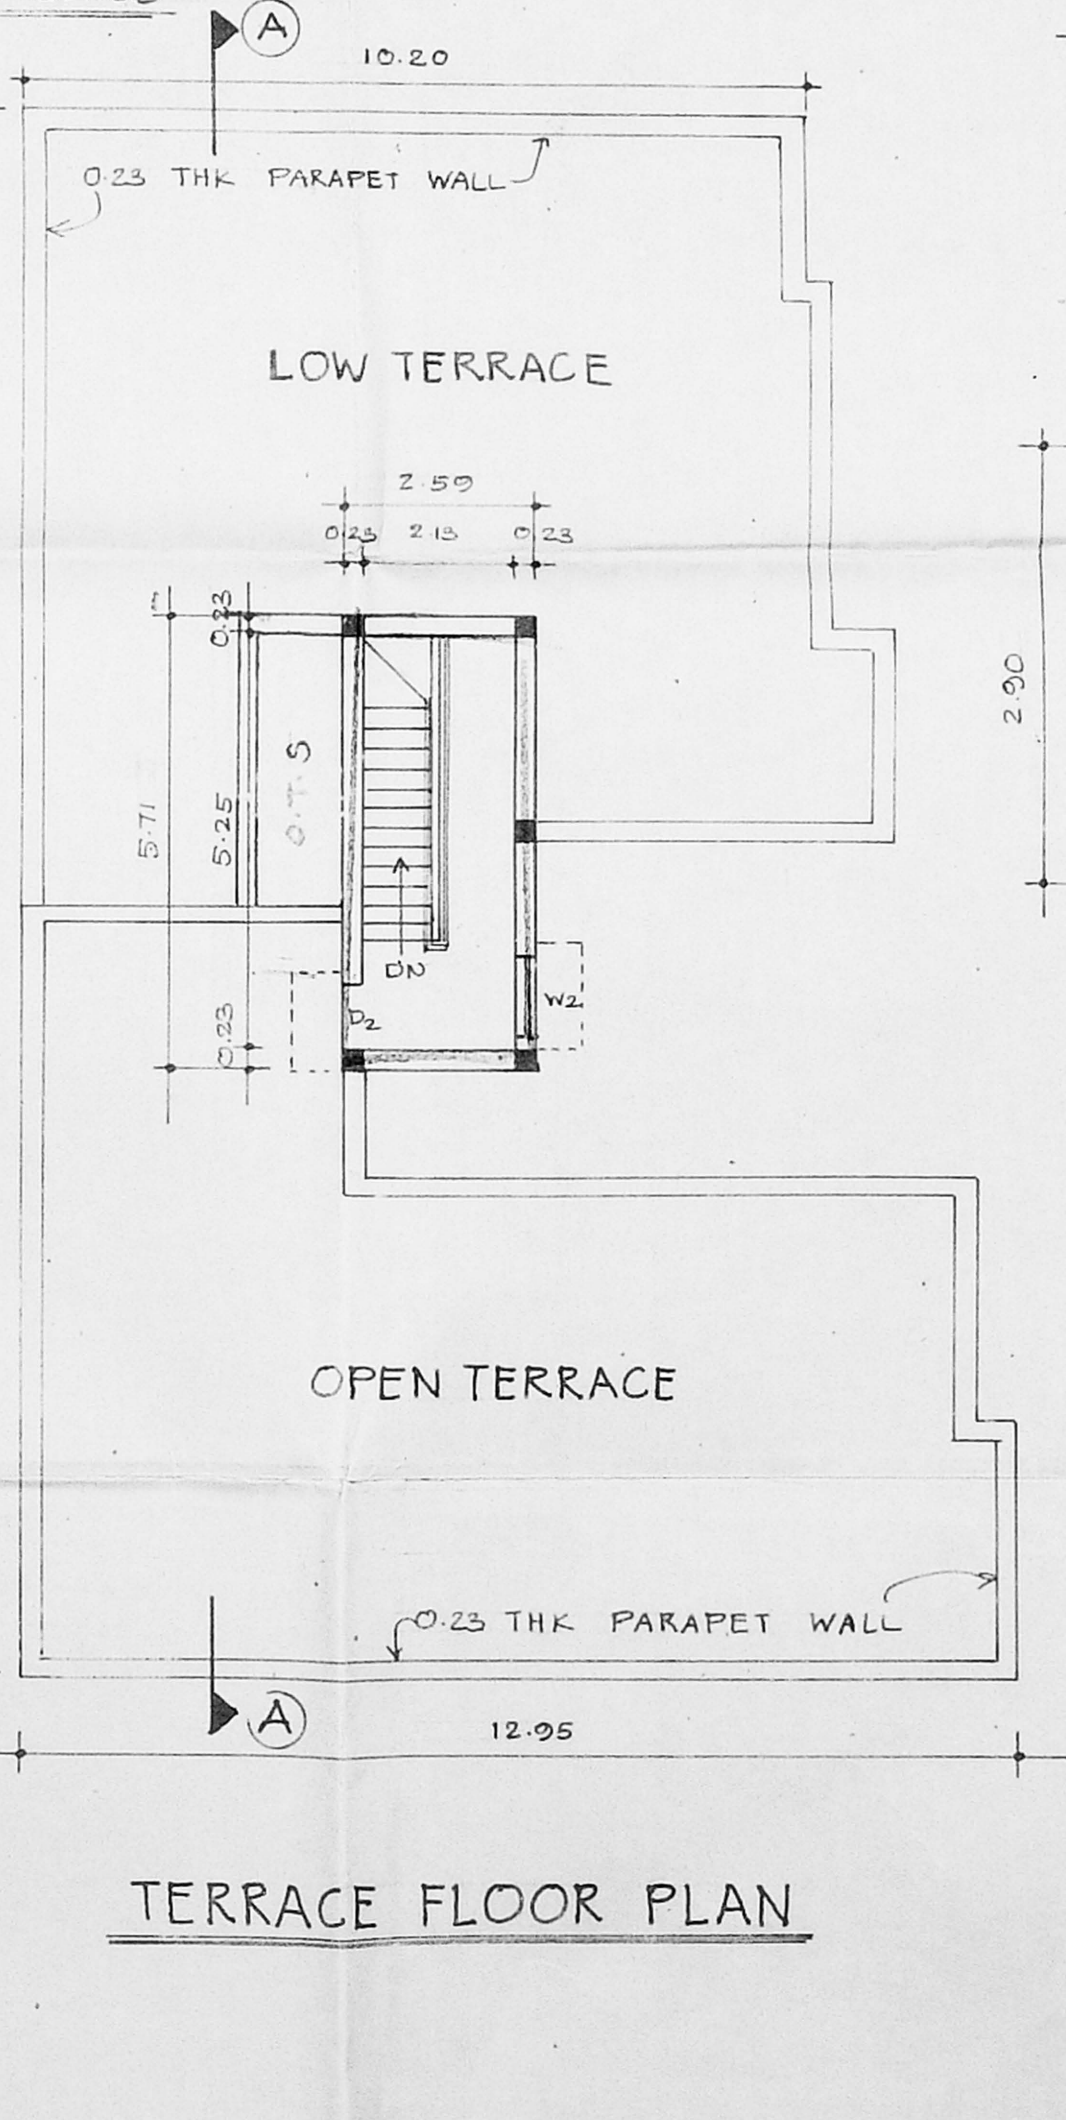 A
10.20
0.23 THK PARAPET WALL
LOW TERRACE
2.59
0.23 2.13 0.23
0.23
2.90
O.T.S
5.71
5.25
DN
W2
D2
0.23
OPEN TERRACE
0.23 THK PARAPET WALL
A
12.95
TERRACE FLOOR PLAN